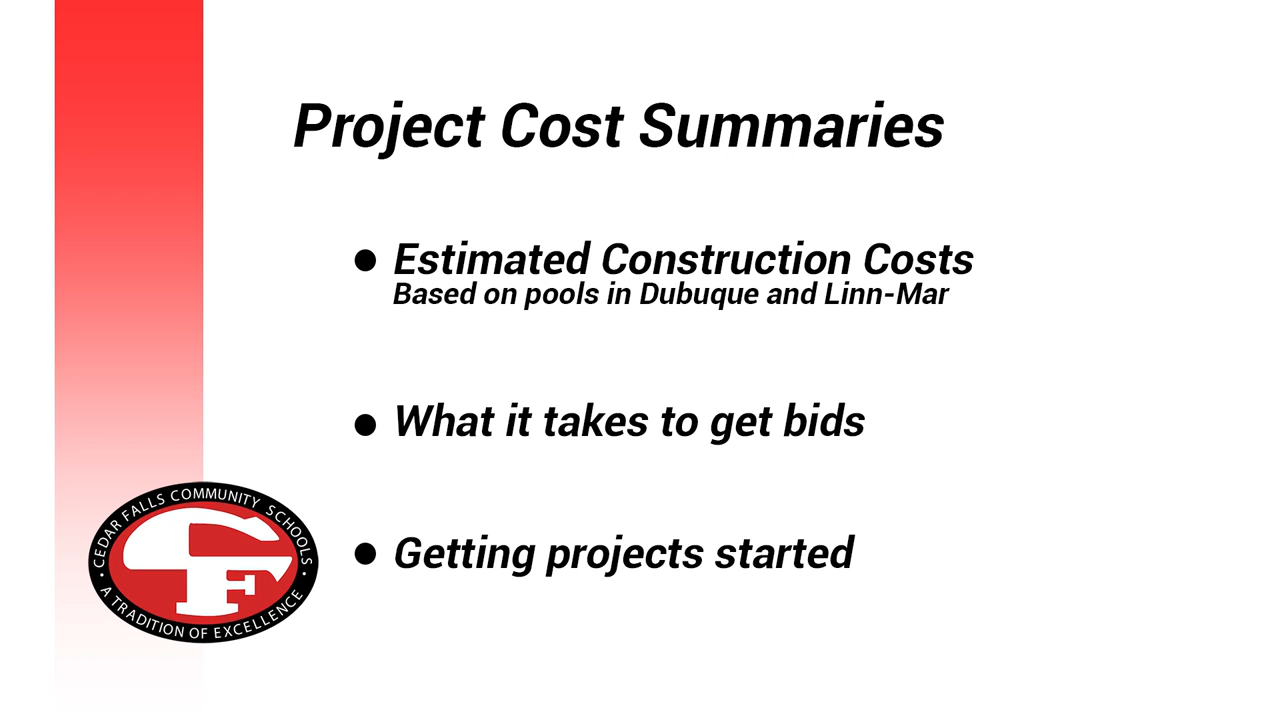 Project Cost Summaries
• Estimated Construction Costs
Based on pools in Dubuque and Linn-Mar
• What it takes to get bids
• Getting projects started
• CEDAR FALLS COMMUNITY SCHOOLS •
CF
A TRADITION OF EXCELLENCE